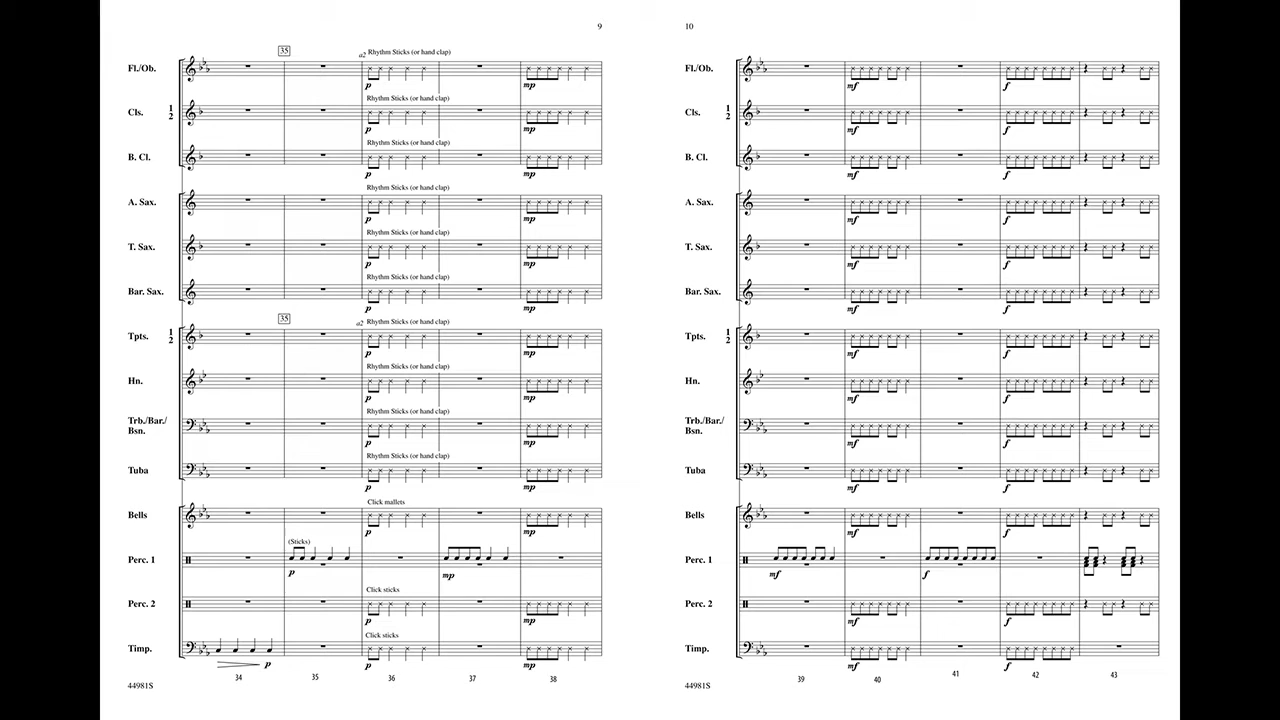 9
35
a2 Rhythm Sticks (or hand clap)
Fl./Ob.
p mp
Rhythm Sticks (or hand clap)
Cls. 1 2
p mp
Rhythm Sticks (or hand clap)
B. Cl.
p mp
Rhythm Sticks (or hand clap)
A. Sax.
p mp
Rhythm Sticks (or hand clap)
T. Sax.
p mp
Rhythm Sticks (or hand clap)
Bar. Sax.
p mp
35
a2 Rhythm Sticks (or hand clap)
Tpts. 1 2
p mp
Rhythm Sticks (or hand clap)
Hn.
p mp
Rhythm Sticks (or hand clap)
Trb./Bar./
Bsn.
p mp
Rhythm Sticks (or hand clap)
Tuba
p mp
Click mallets
Bells
p mp
(Sticks)
Perc. 1
p mp
Click sticks
Perc. 2
p mp
Click sticks
Timp.
p p mp
34 35 36 37 38
44981S
10
Fl./Ob.
mf f
Cls. 1 2
mf f
B. Cl.
mf f
A. Sax.
mf f
T. Sax.
mf f
Bar. Sax.
mf f
Tpts. 1 2
mf f
Hn.
mf f
Trb./Bar./
Bsn.
mf f
Tuba
mf f
Bells
mf f
Perc. 1
mf f
Perc. 2
mf f
Timp.
mf f
39 40 41 42 43
44981S